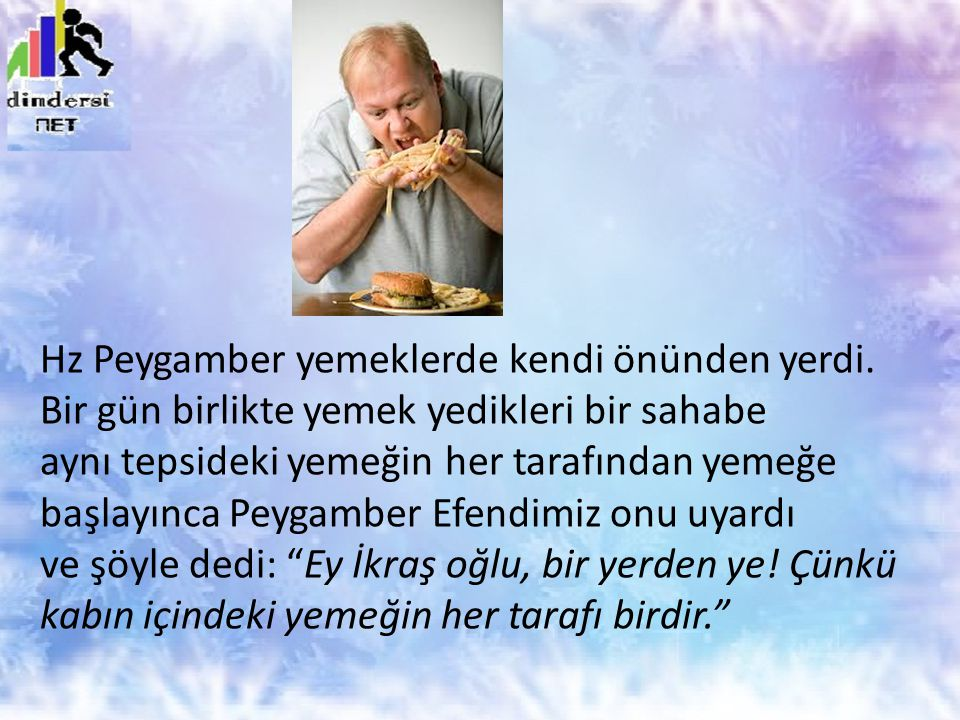 dindersi
NET
Hz Peygamber yemeklerde kendi önünden yerdi.
Bir gün birlikte yemek yedikleri bir sahabe
aynı tepsideki yemeğin her tarafından yemeğe
başlayınca Peygamber Efendimiz onu uyardı
ve şöyle dedi: “Ey İkraş oğlu, bir yerden ye! Çünkü
kabın içindeki yemeğin her tarafı birdir.”